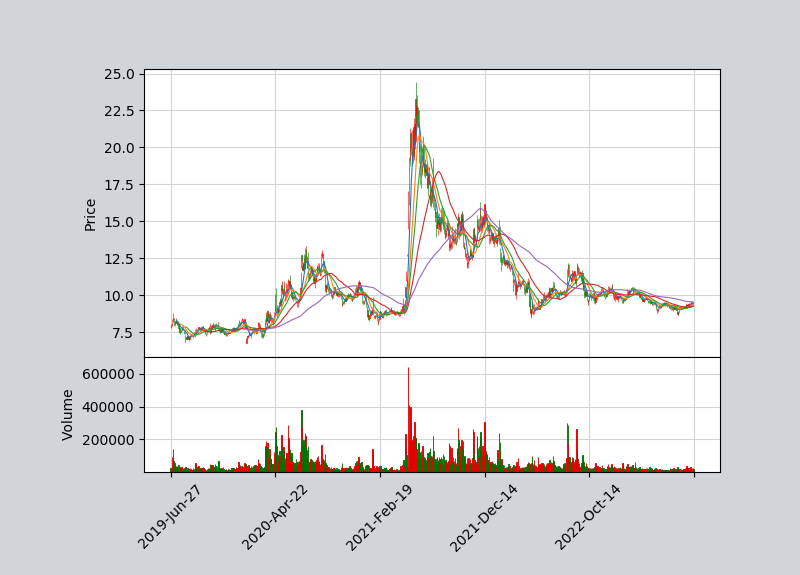 25.0
22.5
20.0
17.5
15.0
12.5
10.0
7.5
Price
600000
400000
200000
Volume
2019-Jun-27
2020-Apr-22
2021-Feb-19
2021-Dec-14
2022-Oct-14